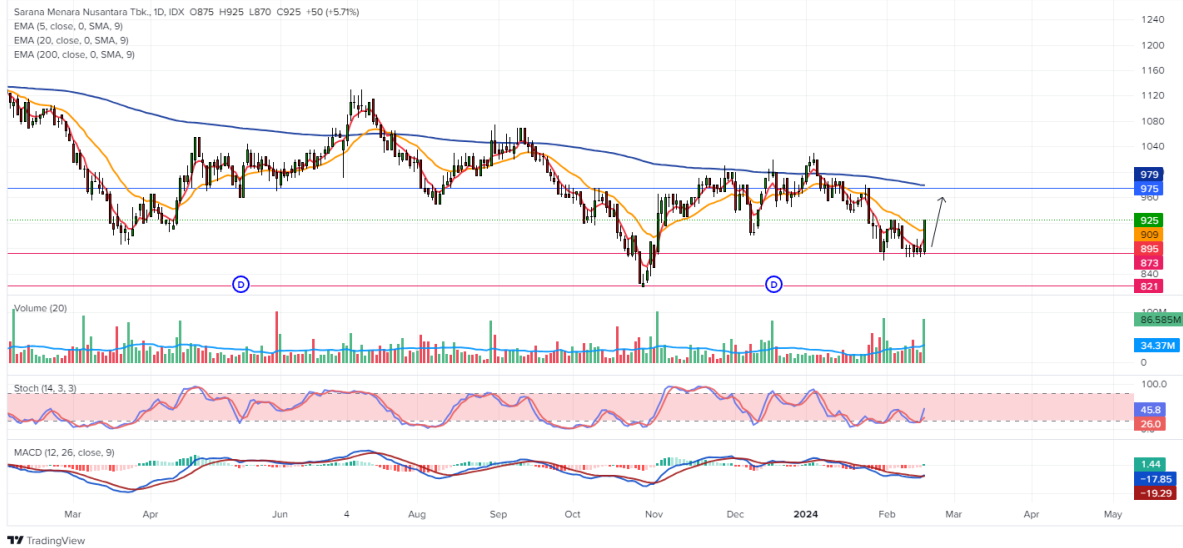 Sarana Menara Nusantara Tbk., 1D, IDX O875 H925 L870 C925 +50 (+5.71%)
EMA (5, close, 0, SMA, 9)
EMA (20, close, 0, SMA, 9)
EMA (200, close, 0, SMA, 9)
1240
1200
1160
1120
1080
1040
979
975
960
925
909
895
873
840
821
D
D
Volume (20)
100M
86.585M
34.37M
0
Stoch (14, 3, 3)
100.0
45.8
26.0
MACD (12, 26, close, 9)
1.44
−17.85
−19.29
Mar Apr Jun 4 Aug Sep Oct Nov Dec 2024 Feb Mar Apr May
TradingView